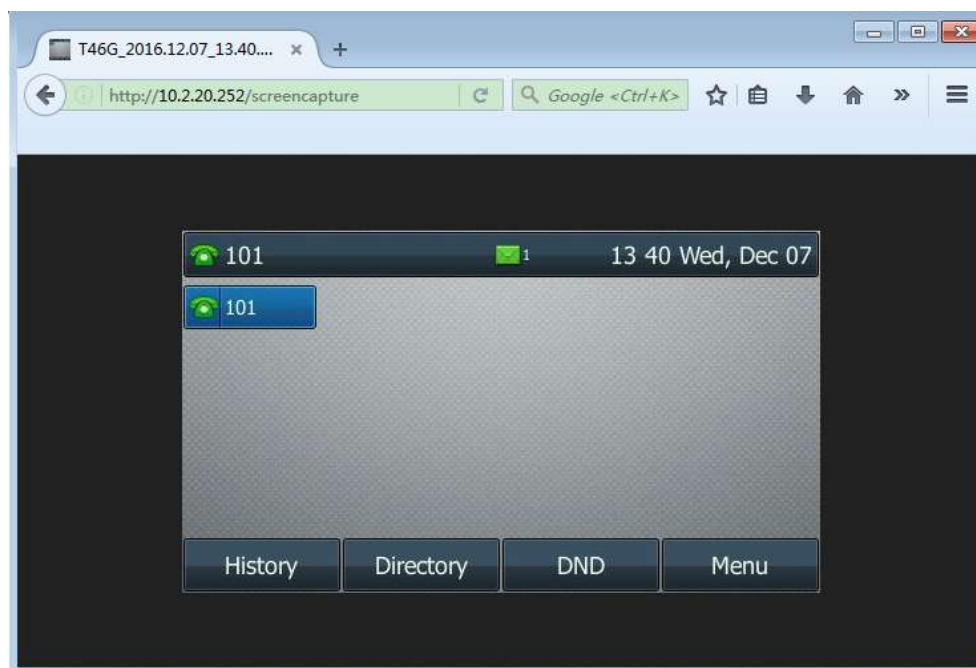 T46G_2016.12.07_13.40....
http://10.2.20.252/screencapture
Google <Ctrl+K>
101
1
13 40 Wed, Dec 07
101
History
Directory
DND
Menu